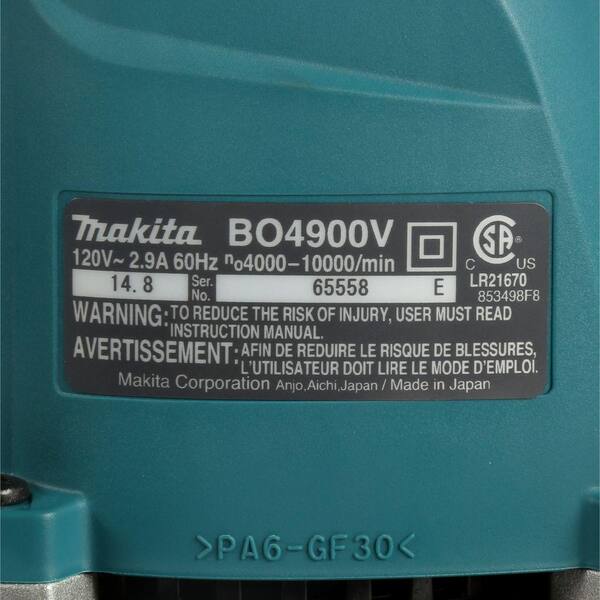 makita BO4900V
120V~ 2.9A 60Hz no4000-10000/min
14. 8 Ser. No. 65558 E
SA
C US
LR21670
853498F8
WARNING: TO REDUCE THE RISK OF INJURY, USER MUST READ
INSTRUCTION MANUAL.
AVERTISSEMENT: AFIN DE REDUIRE LE RISQUE DE BLESSURES,
L'UTILISATEUR DOIT LIRE LE MODE D'EMPLOI.
Makita Corporation Anjo,Aichi,Japan / Made in Japan
>PA6-GF30<